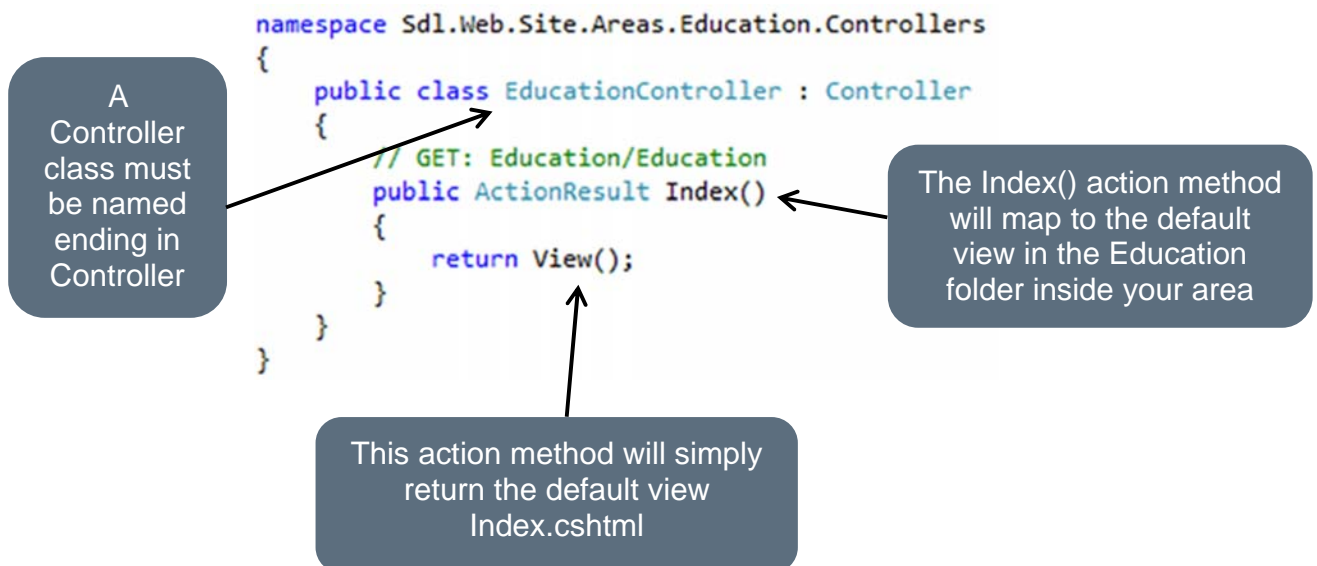 namespace Sdl.Web.Site.Areas.Education.Controllers
{
public class EducationController : Controller
{
// GET: Education/Education
public ActionResult Index()
{
return View();
}
}
}
A
Controller
class must
be named
ending in
Controller
The Index() action method
will map to the default
view in the Education
folder inside your area
This action method will simply
return the default view
Index.cshtml